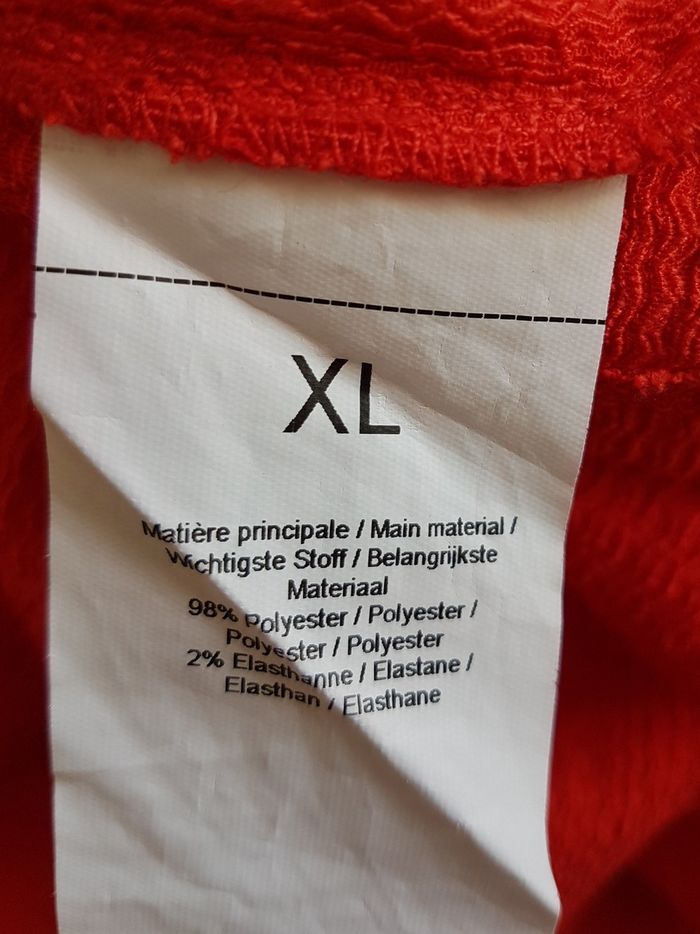 XL
Matière principale / Main material /
Wichtigste Stoff / Belangrijkste
Materiaal
98% Polyester / Polyester /
Polyester / Polyester
2% Elasthanne / Elastane /
Elasthan / Elasthane